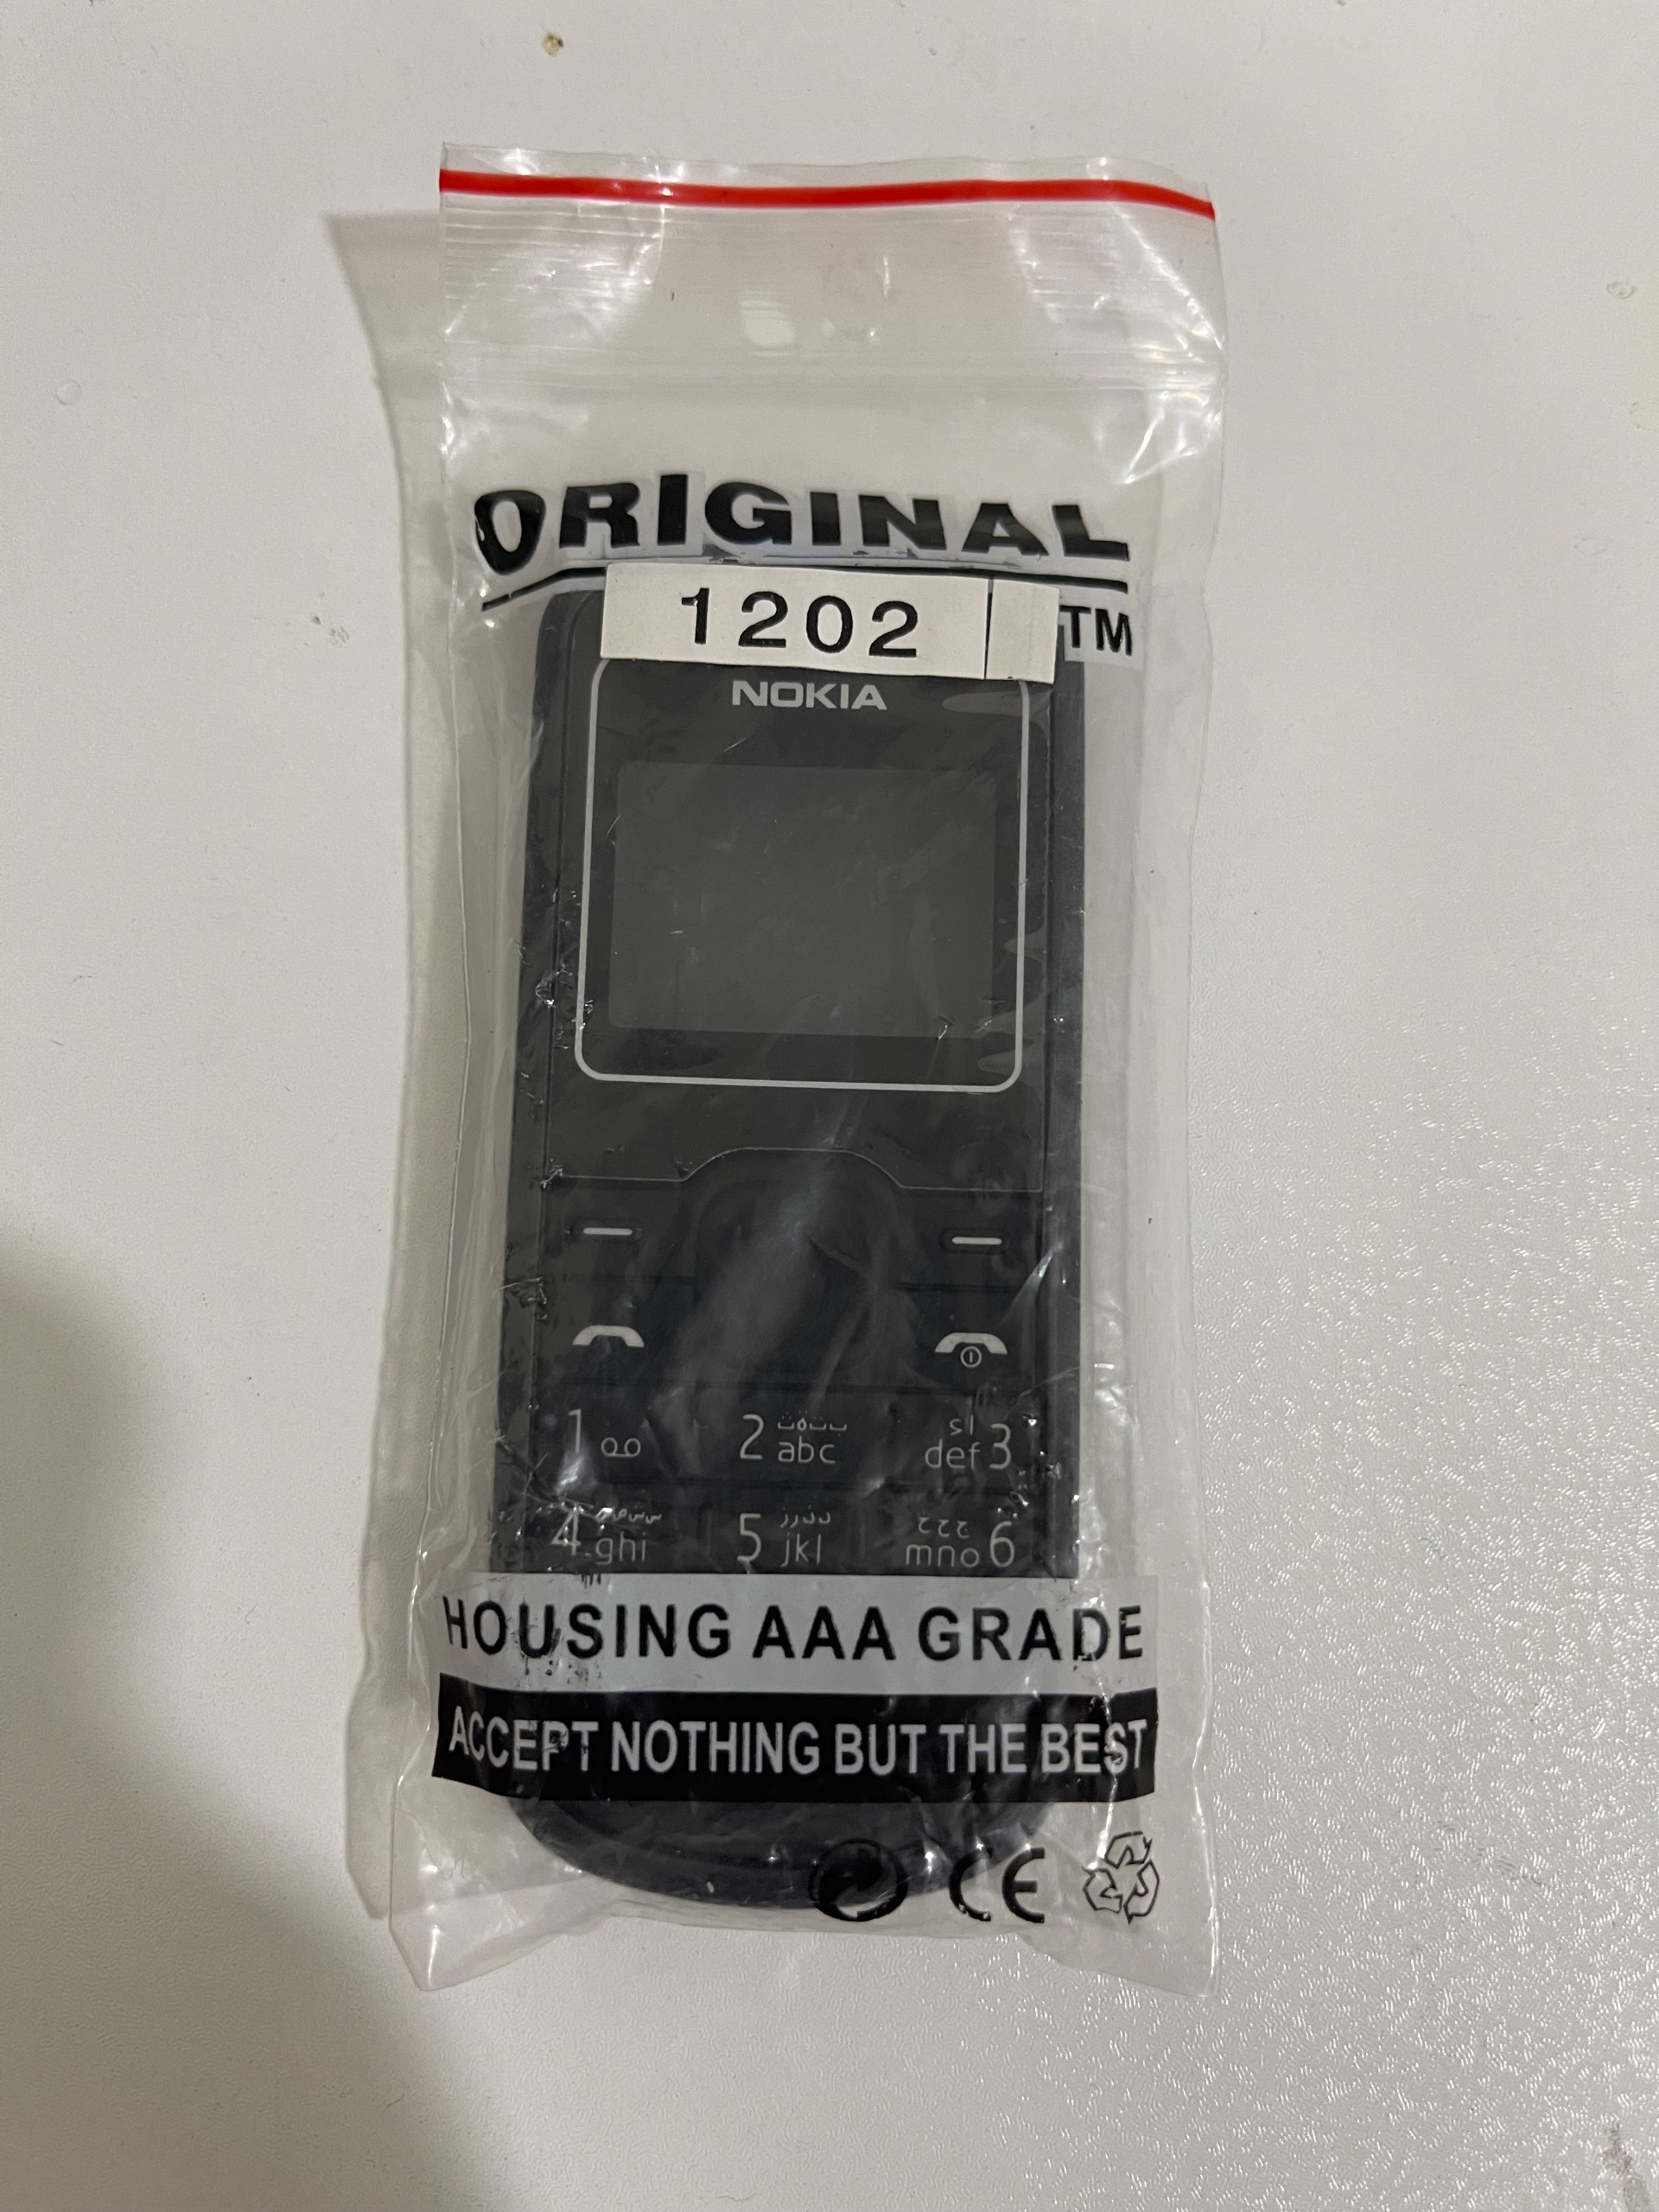 ORIGINAL
1202
TM
NOKIA
1
2 ب ت ة ث abc
ا ء def 3
4 س ش ص ض ghi
5 د ذ ر ز jkl
ج ح خ mno 6
HOUSING AAA GRADE
ACCEPT NOTHING BUT THE BEST
CE